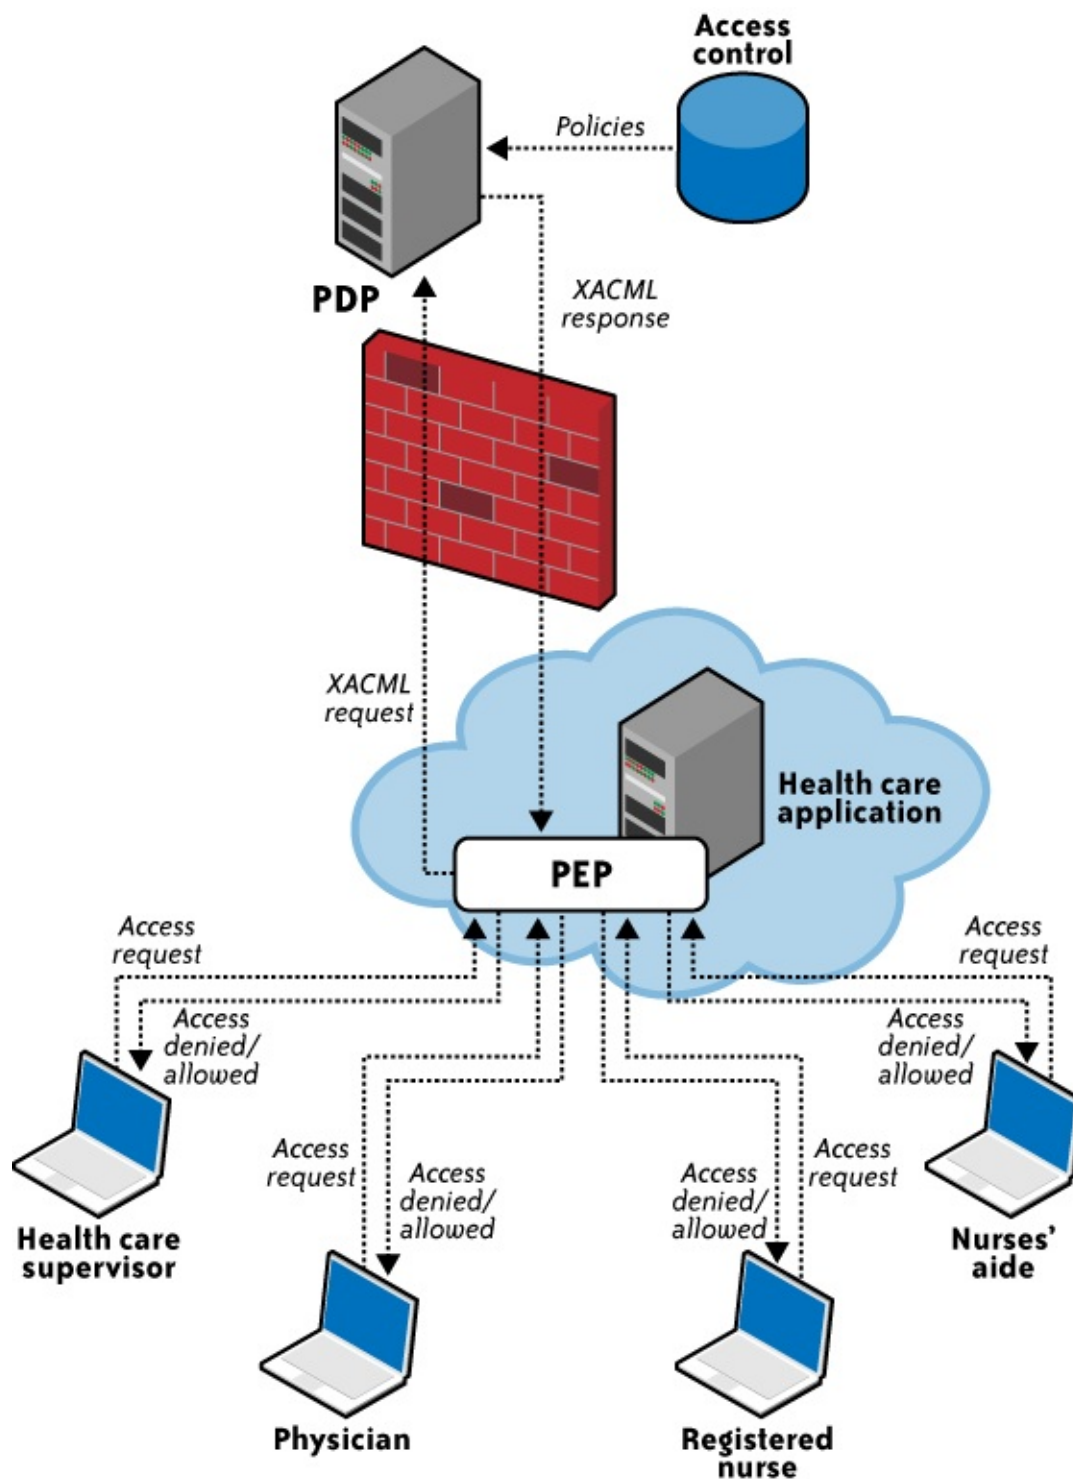 Access
control
Policies
PDP
XACML
response
XACML
request
Health care
application
PEP
Access
request
Access
request
Access
denied/
allowed
Access
denied/
allowed
Access
request
Access
denied/
allowed
Access
denied/
allowed
Access
request
Health care
supervisor
Nurses’
aide
Physician
Registered
nurse